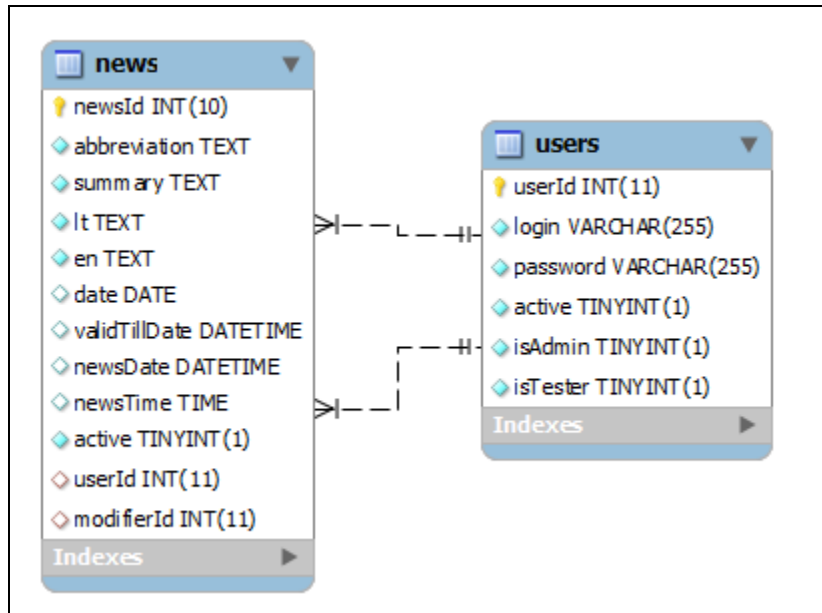 news
newsId INT(10)
abbreviation TEXT
summary TEXT
lt TEXT
en TEXT
date DATE
validTillDate DATETIME
newsDate DATETIME
newsTime TIME
active TINYINT(1)
userId INT(11)
modifierId INT(11)
Indexes
users
userId INT(11)
login VARCHAR(255)
password VARCHAR(255)
active TINYINT(1)
isAdmin TINYINT(1)
isTester TINYINT(1)
Indexes